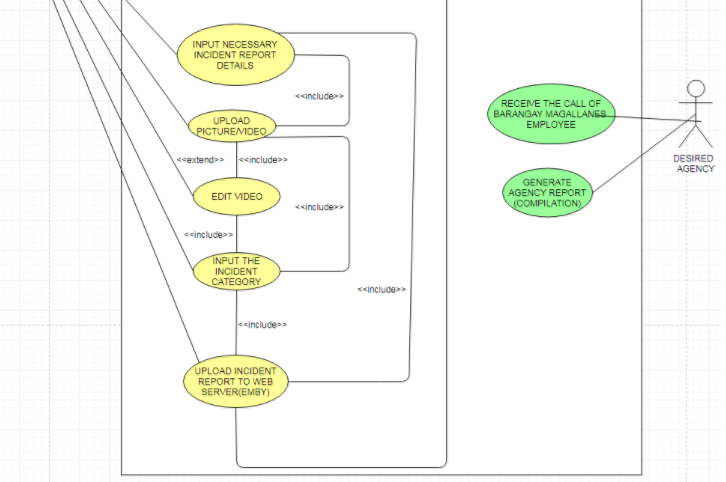 INPUT NECESSARY
INCIDENT REPORT
DETAILS
<<include>>
UPLOAD
PICTURE/VIDEO
<<extend>>
<<include>>
EDIT VIDEO
<<include>>
<<include>>
INPUT THE
INCIDENT
CATEGORY
<<include>>
<<include>>
UPLOAD INCIDENT
REPORT TO WEB
SERVER(EMBY)
RECEIVE THE CALL OF
BARANGAY MAGALLANES
EMPLOYEE
GENERATE
AGENCY REPORT
(COMPILATION)
DESIRED
AGENCY